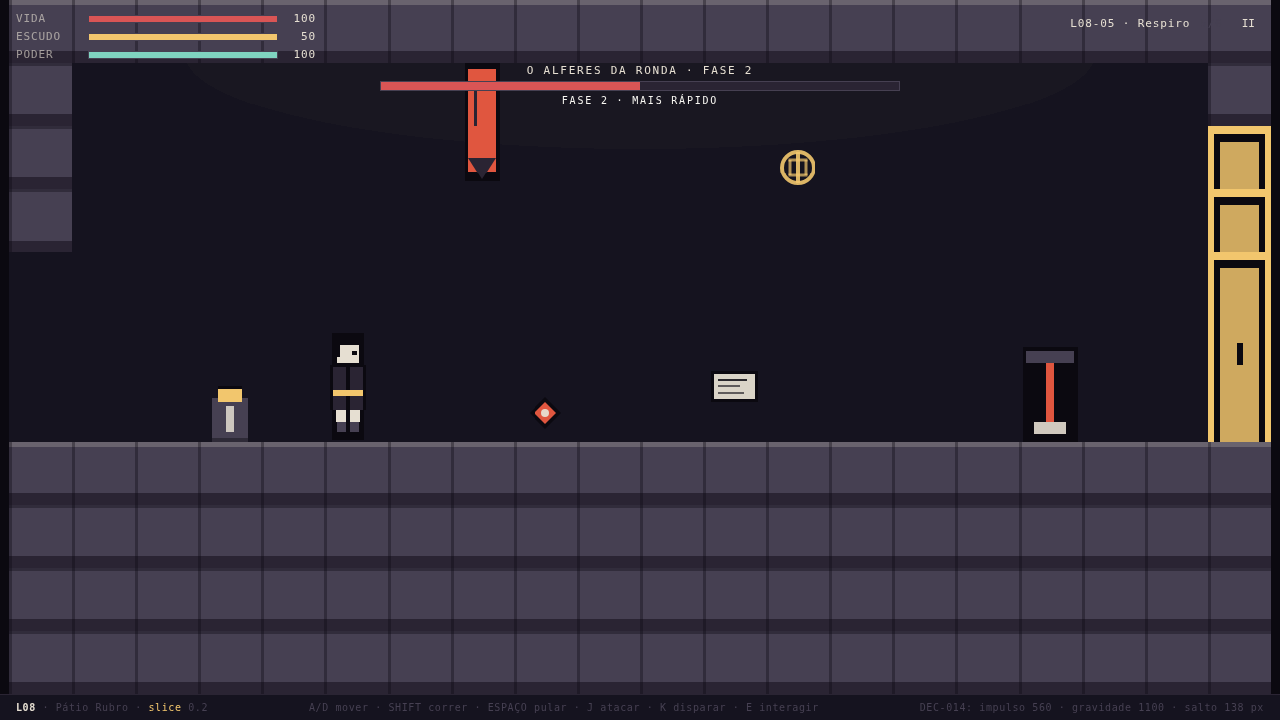 VIDA 100
ESCUDO 50
PODER 100
L08-05 · Respiro II
O ALFERES DA RONDA · FASE 2
FASE 2 · MAIS RÁPIDO
L08 · Pátio Rubro · slice 0.2
A/D mover · SHIFT correr · ESPAÇO pular · J atacar · K disparar · E interagir
DEC-014: impulso 560 · gravidade 1100 · salto 138 px